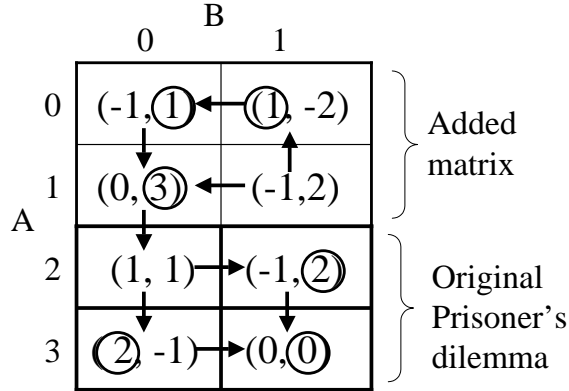 B
0 1
0 (-1, 1) (1, -2)
Added
matrix
1 (0, 3) (-1,2)
A
2 (1, 1) (-1, 2)
Original
Prisoner's
dilemma
3 (2, -1) (0, 0)